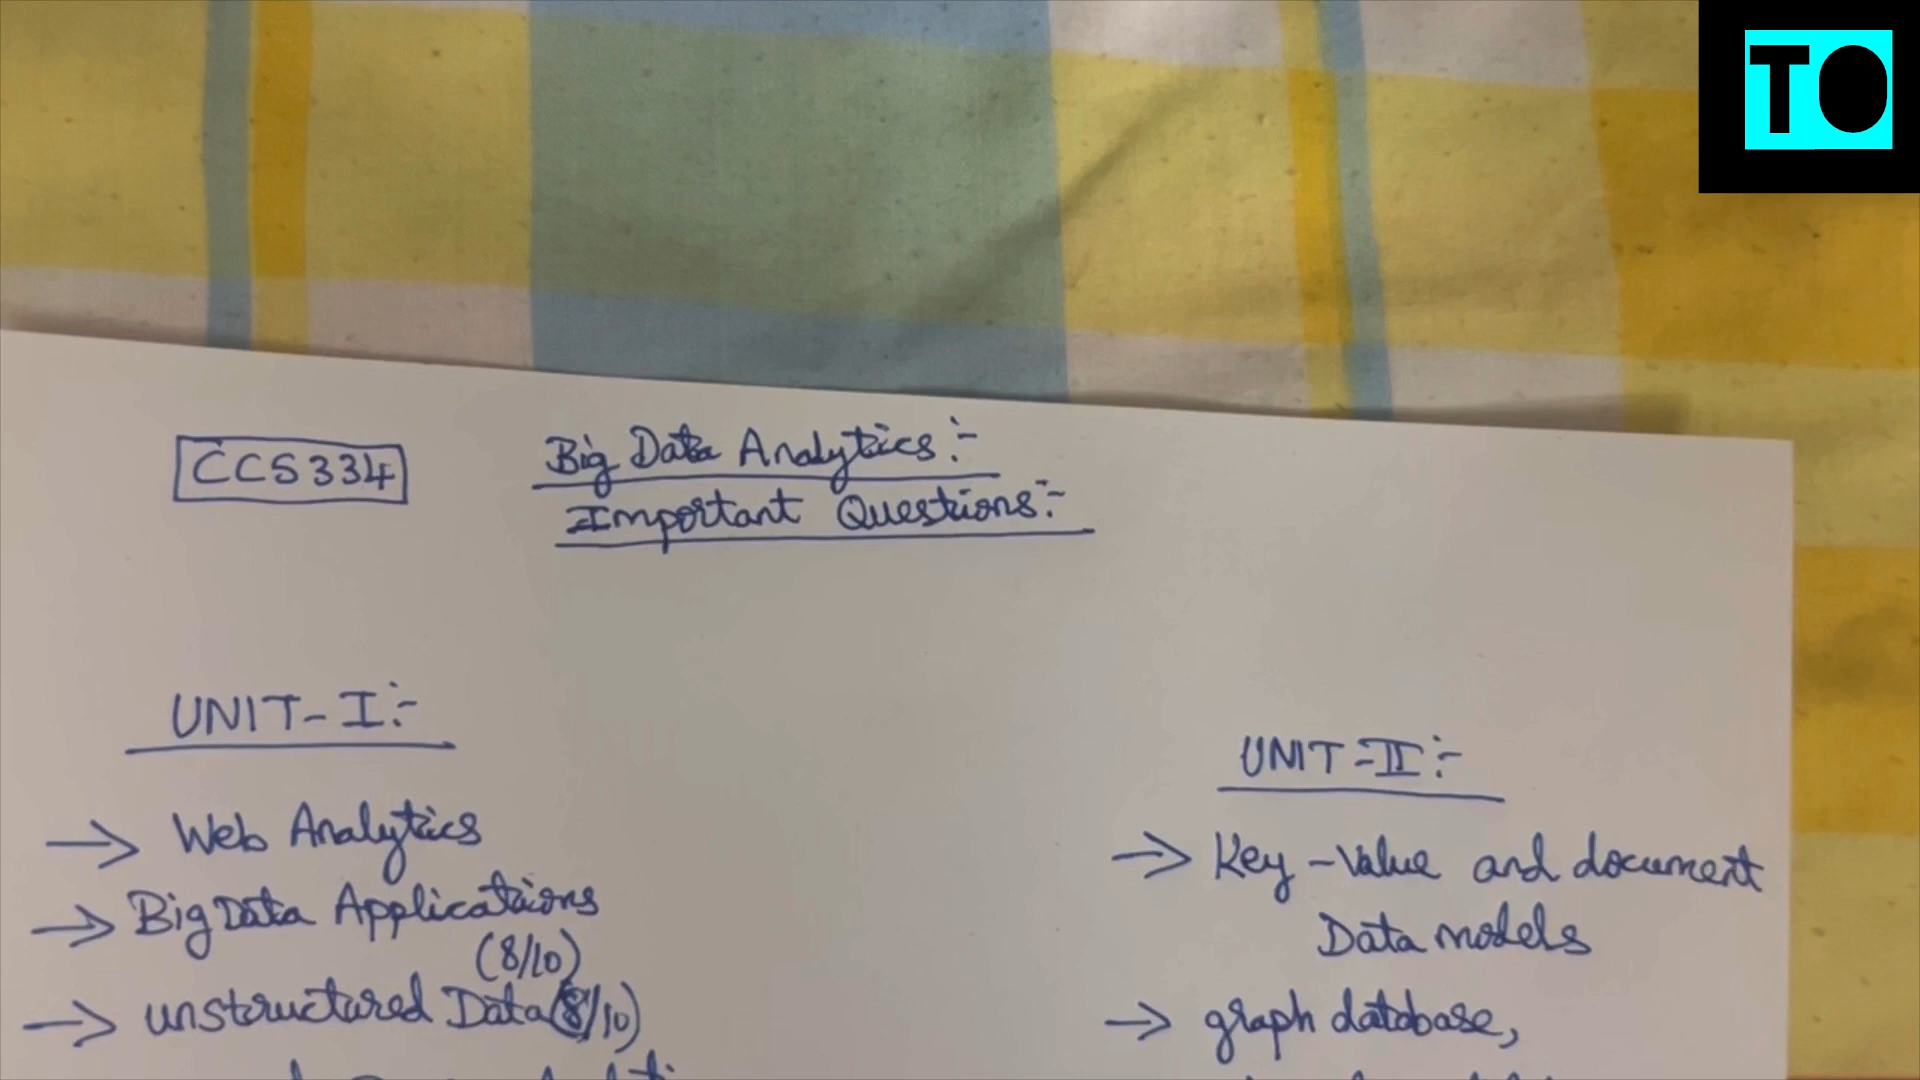 TO
CCS334
Big Data Analytics:-
Important Questions:-
UNIT-I:-
→ Web Analytics
→ Big Data Applications
(8/10)
→ unstructured Data (8/10)
UNIT-II:-
→ Key-Value and document
Data models
→ graph database,